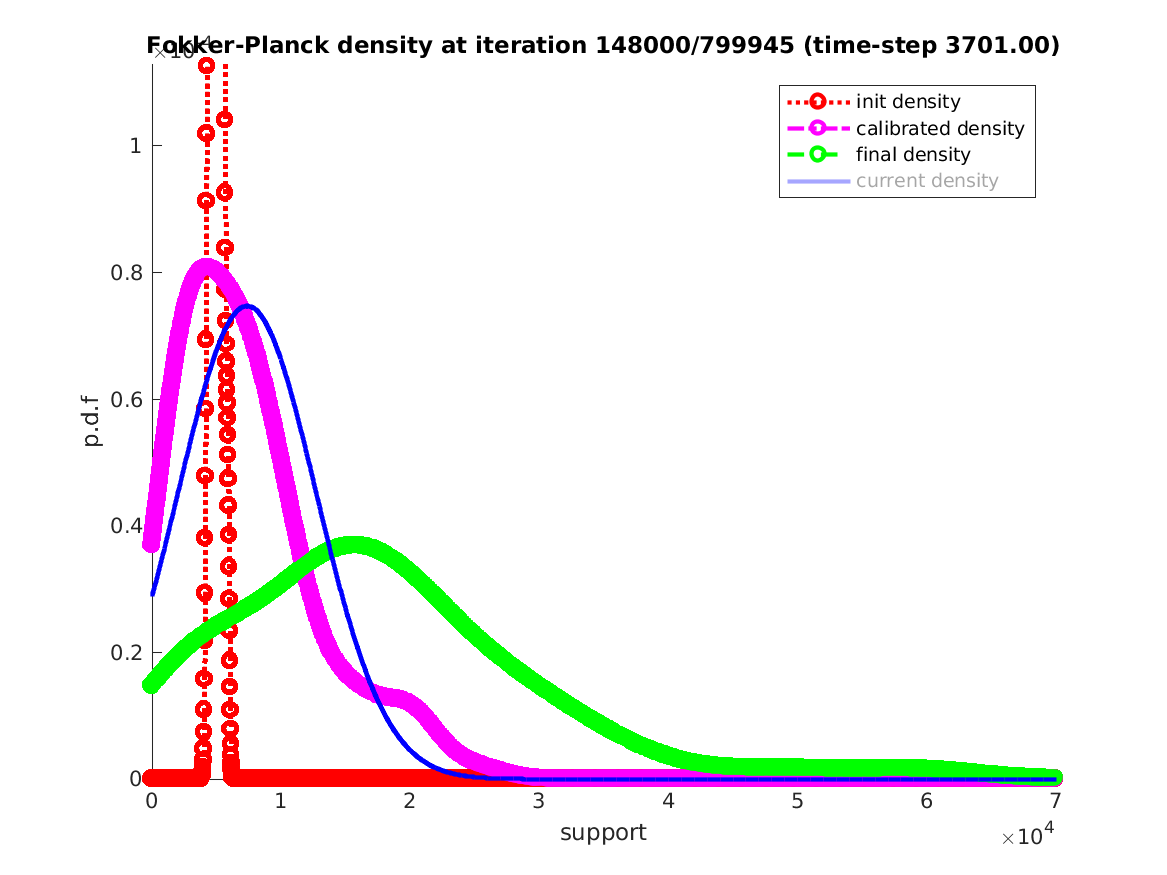 Fokker-Planck density at iteration 148000/799945 (time-step 3701.00)
×10⁻⁴
init density
calibrated density
final density
current density
1
0.8
0.6
0.4
0.2
0
p.d.f
0 1 2 3 4 5 6 7
support
×10⁴